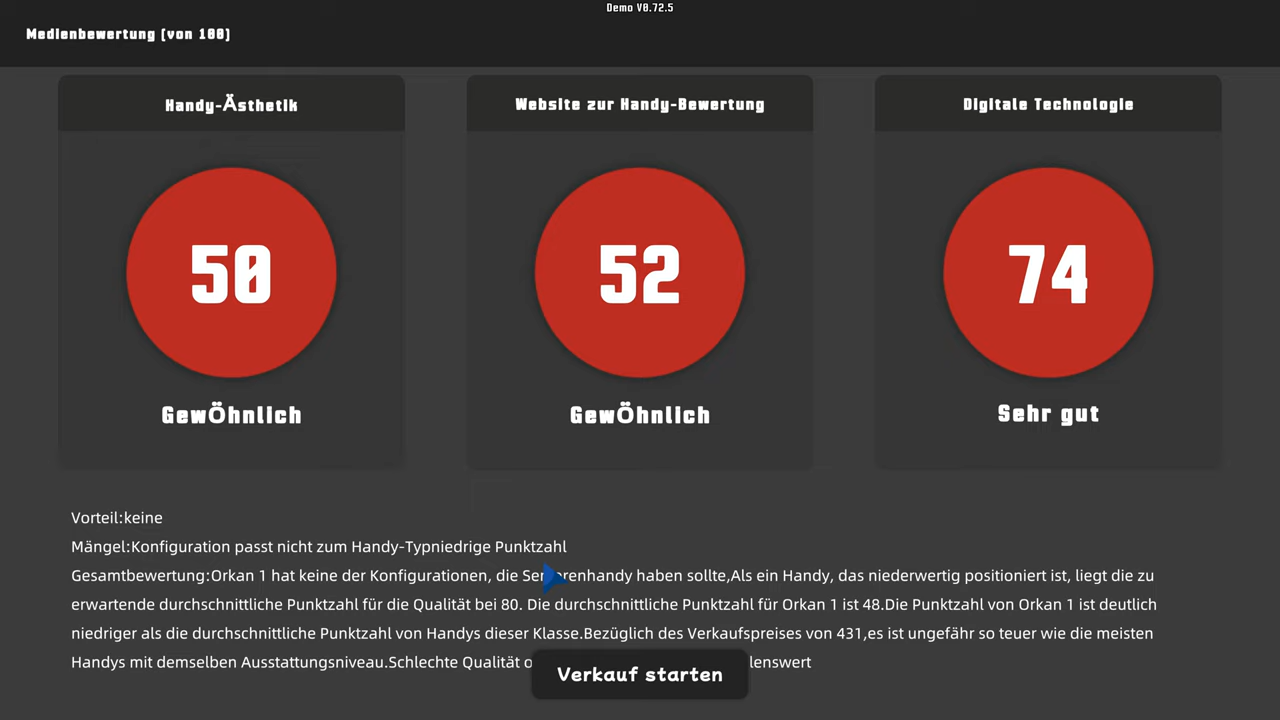 Demo V0.72.5
Medienbewertung (von 100)
Handy-Ästhetik
Website zur Handy-Bewertung
Digitale Technologie
50
52
74
GewÖhnlich
GewÖhnlich
Sehr gut
Vorteil:keine
Mängel:Konfiguration passt nicht zum Handy-Typniedrige Punktzahl
Gesamtbewertung:Orkan 1 hat keine der Konfigurationen, die haben sollte,Als ein Handy, das niederwertig positioniert ist, liegt die zu
erwartende durchschnittliche Punktzahl für die Qualität bei 80. Die durchschnittliche Punktzahl für Orkan 1 ist 48.Die Punktzahl von Orkan 1 ist deutlich
niedriger als die durchschnittliche Punktzahl von Handys dieser Klasse.Bezüglich des Verkaufspreises von 431,es ist ungefähr so teuer wie die meisten
Handys mit demselben Ausstattungsniveau.Schlechte Qualität
Verkauf starten